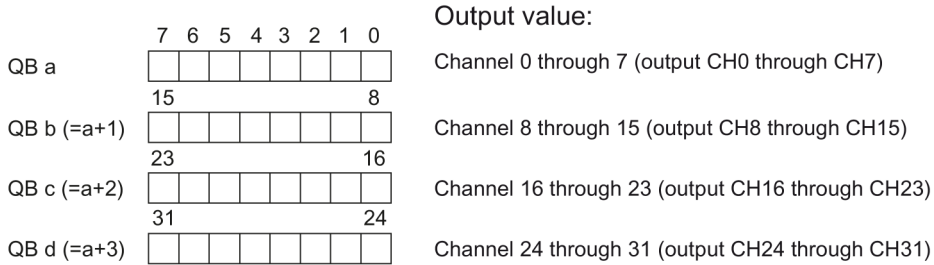 Output value:
7 6 5 4 3 2 1 0
QB a Channel 0 through 7 (output CH0 through CH7)
15 8
QB b (=a+1) Channel 8 through 15 (output CH8 through CH15)
23 16
QB c (=a+2) Channel 16 through 23 (output CH16 through CH23)
31 24
QB d (=a+3) Channel 24 through 31 (output CH24 through CH31)